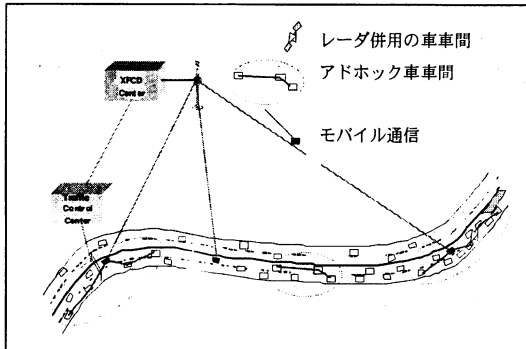 レーダ併用の車車間
アドホック車車間
XFCD
Center
モバイル通信
Traffic
Control
Center